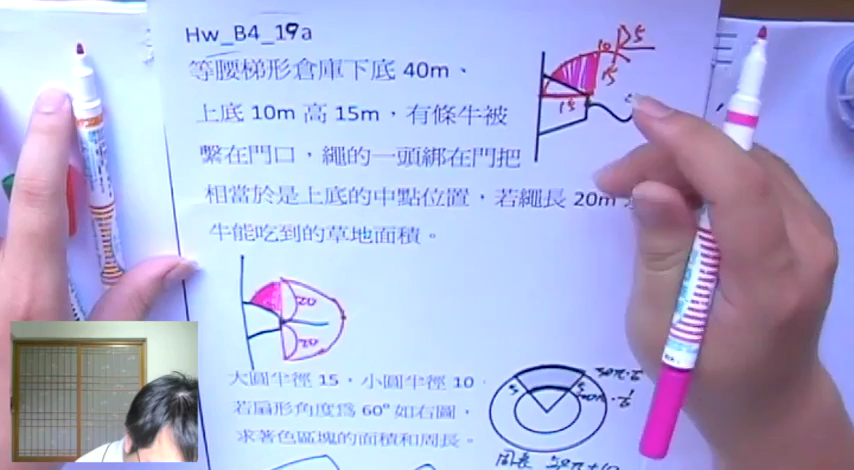 Hw_B4_19a
等腰梯形倉庫下底 40m、
上底 10m 高 15m，有條牛被
繫在門口，繩的一頭綁在門把
相當於是上底的中點位置，若繩長 20m
牛能吃到的草地面積。
10
5
15
15
20
20
大圓半徑 15，小圓半徑 10
若扇形角度為 60° 如右圖，
求著色區塊的面積和周長。
周長